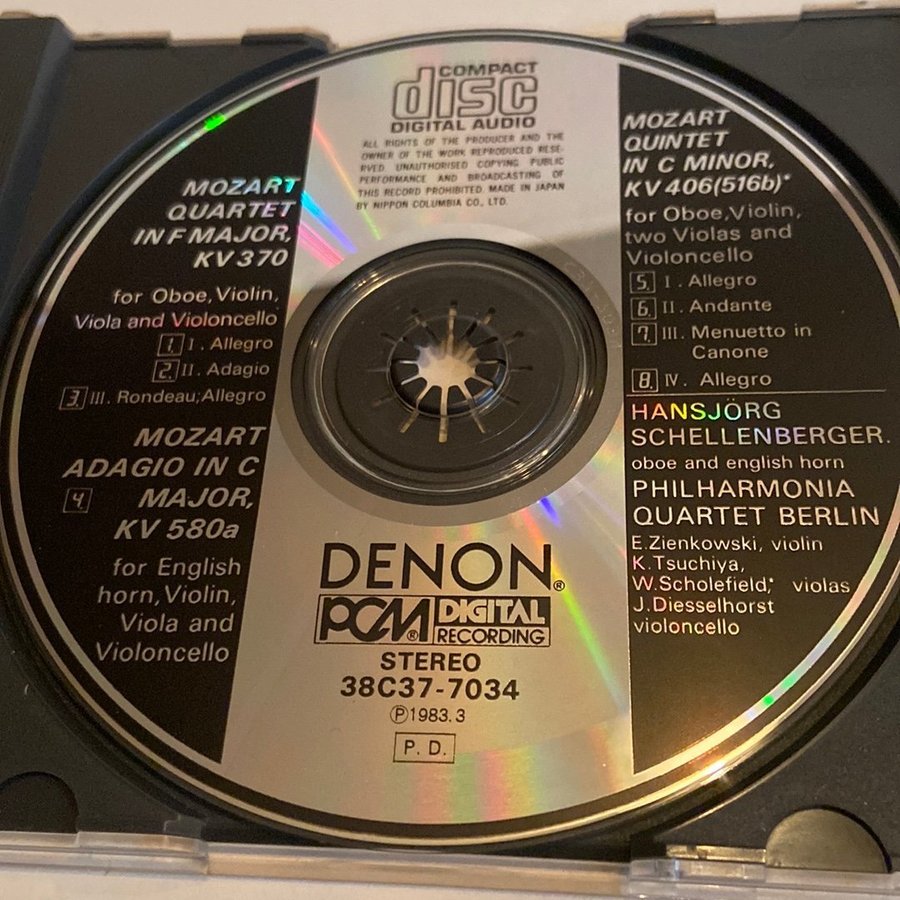 COMPACT
disc
DIGITAL AUDIO
ALL RIGHTS OF THE PRODUCER AND THE
OWNER OF THE WORK REPRODUCED RESE-
RVED. UNAUTHORISED COPYING PUBLIC
PERFORMANCE AND BROADCASTING OF
THIS RECORD PROHIBITED. MADE IN JAPAN
BY NIPPON COLUMBIA CO., LTD.
MOZART
QUARTET
IN F MAJOR,
KV 370
for Oboe, Violin,
Viola and Violoncello
1. I. Allegro
2. II. Adagio
3. III. Rondeau; Allegro
MOZART
ADAGIO IN C
4. MAJOR,
KV 580a
for English
horn, Violin,
Viola and
Violoncello
MOZART
QUINTET
IN C MINOR,
KV 406(516b)*
for Oboe, Violin,
two Violas and
Violoncello
5. I. Allegro
6. II. Andante
7. III. Menuetto in
Canone
8. IV. Allegro
HANSJÖRG
SCHELLENBERGER.
oboe and english horn
PHILHARMONIA
QUARTET BERLIN
E.Zienkowski, violin
K.Tsuchiya,
W.Scholefield,* violas
J.Diesselhorst
violoncello
DENON®
PCM® DIGITAL
RECORDING
STEREO
38C37-7034
℗1983.3
P. D.